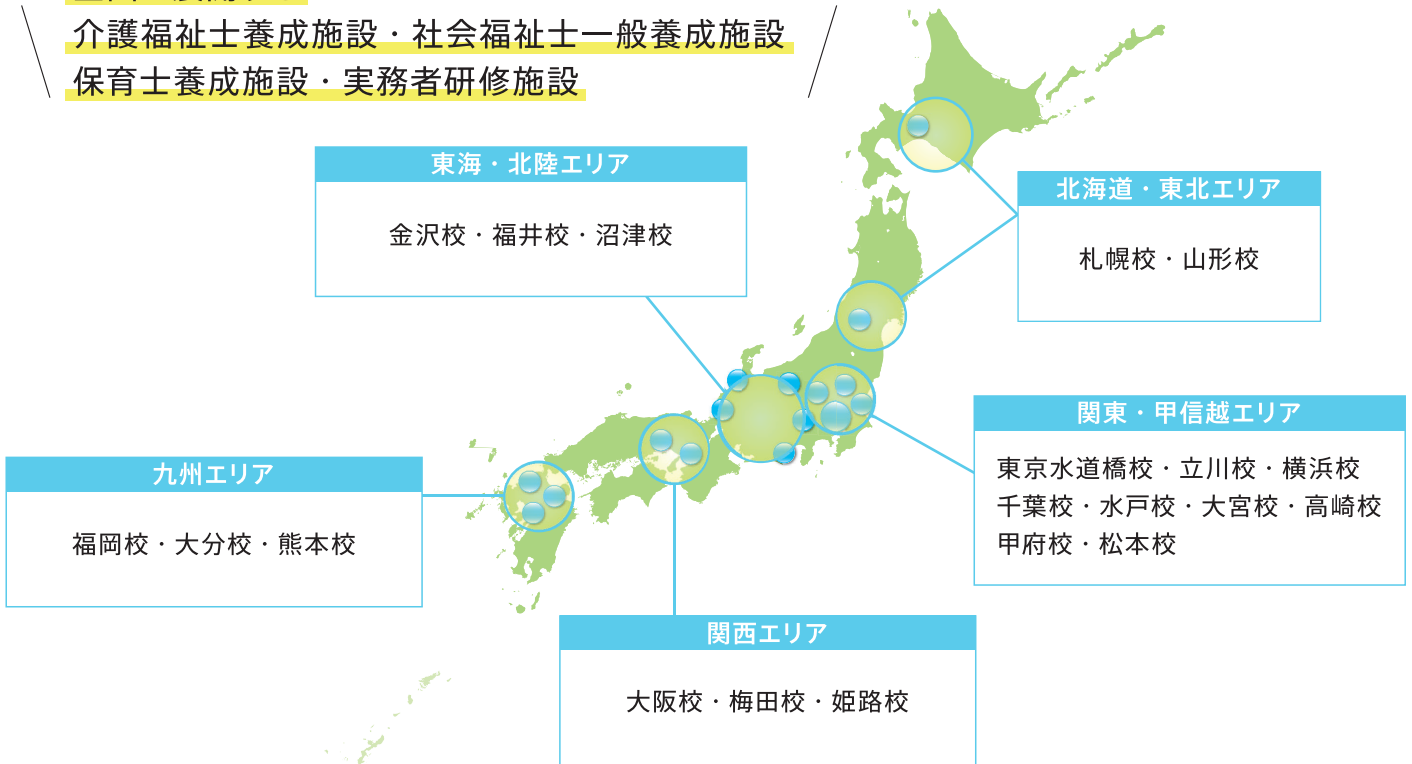 介護福祉士養成施設・社会福祉士一般養成施設
保育士養成施設・実務者研修施設
東海・北陸エリア
金沢校・福井校・沼津校
北海道・東北エリア
札幌校・山形校
関東・甲信越エリア
東京水道橋校・立川校・横浜校
千葉校・水戸校・大宮校・高崎校
甲府校・松本校
九州エリア
福岡校・大分校・熊本校
関西エリア
大阪校・梅田校・姫路校